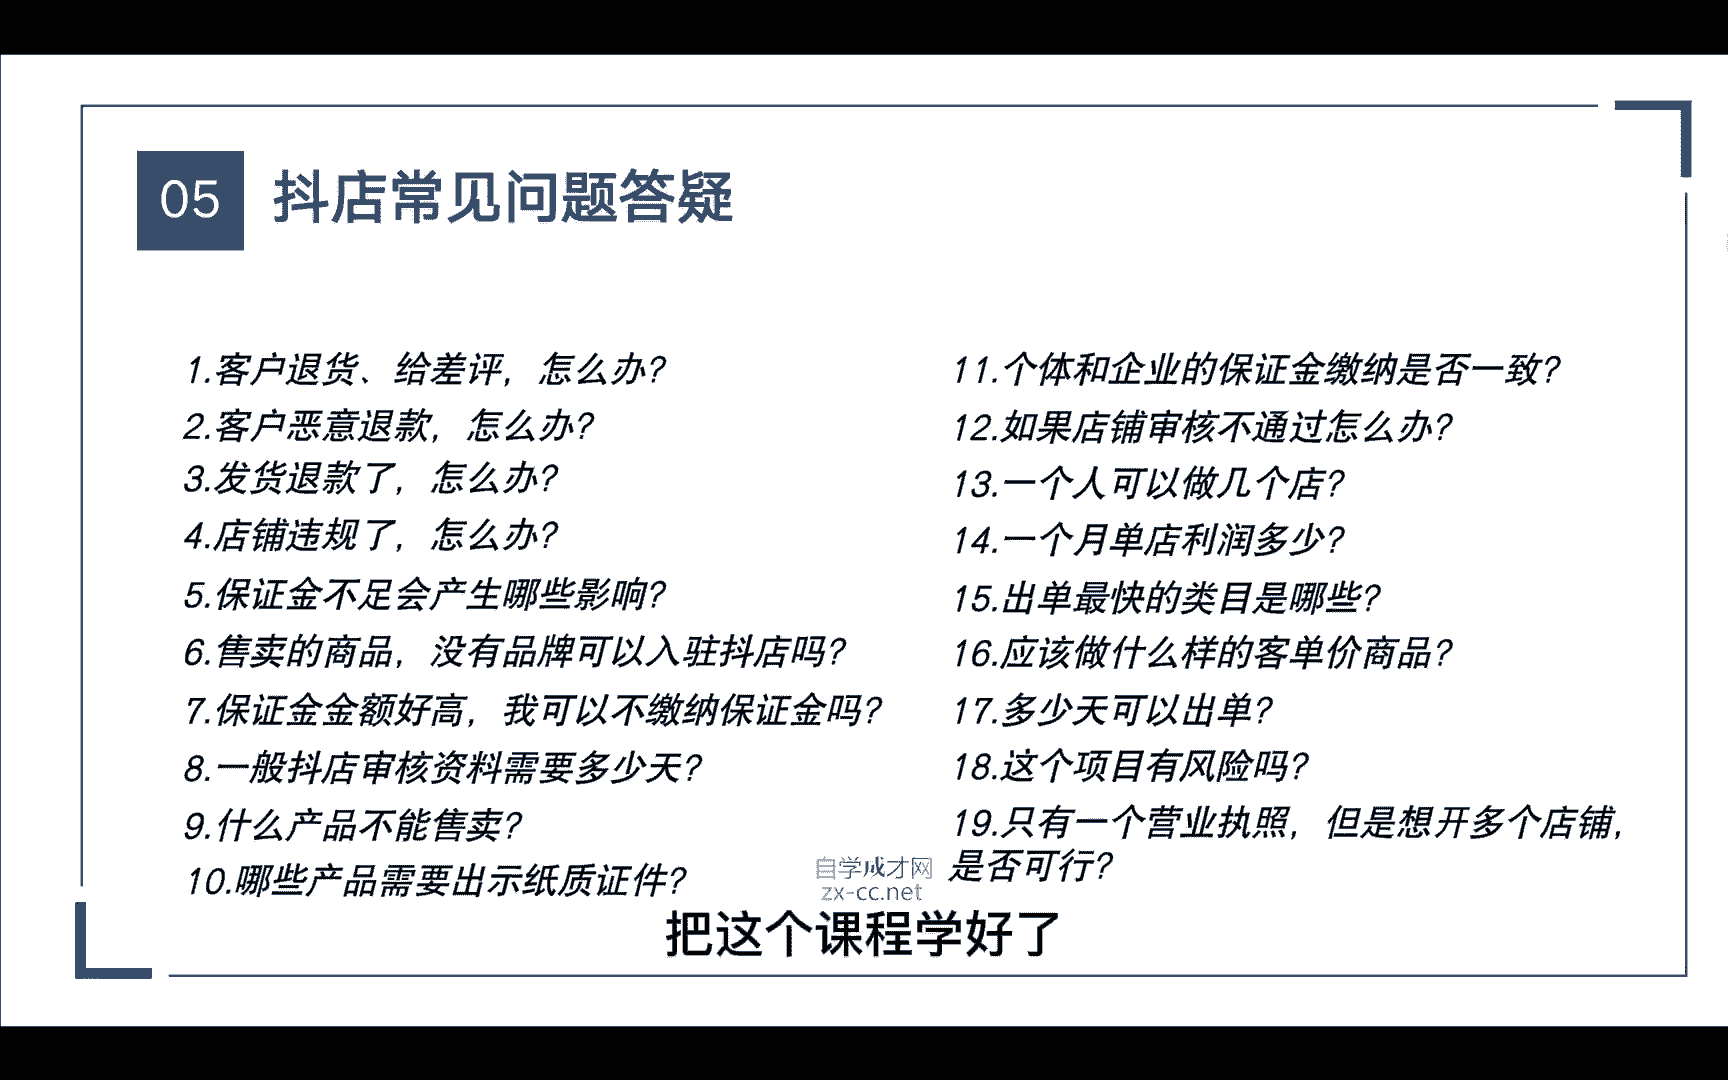 05
抖店常见问题答疑
1.客户退货、给差评，怎么办？
2.客户恶意退款，怎么办？
3.发货退款了，怎么办？
4.店铺违规了，怎么办？
5.保证金不足会产生哪些影响？
6.售卖的商品，没有品牌可以入驻抖店吗？
7.保证金金额好高，我可以不缴纳保证金吗？
8.一般抖店审核资料需要多少天？
9.什么产品不能售卖？
10.哪些产品需要出示纸质证件？
11.个体和企业的保证金缴纳是否一致？
12.如果店铺审核不通过怎么办？
13.一个人可以做几个店？
14.一个月单店利润多少？
15.出单最快的类目是哪些？
16.应该做什么样的客单价商品？
17.多少天可以出单？
18.这个项目有风险吗？
19.只有一个营业执照，但是想开多个店铺，
是否可行？
自学成才网
zx-cc.net
把这个课程学好了